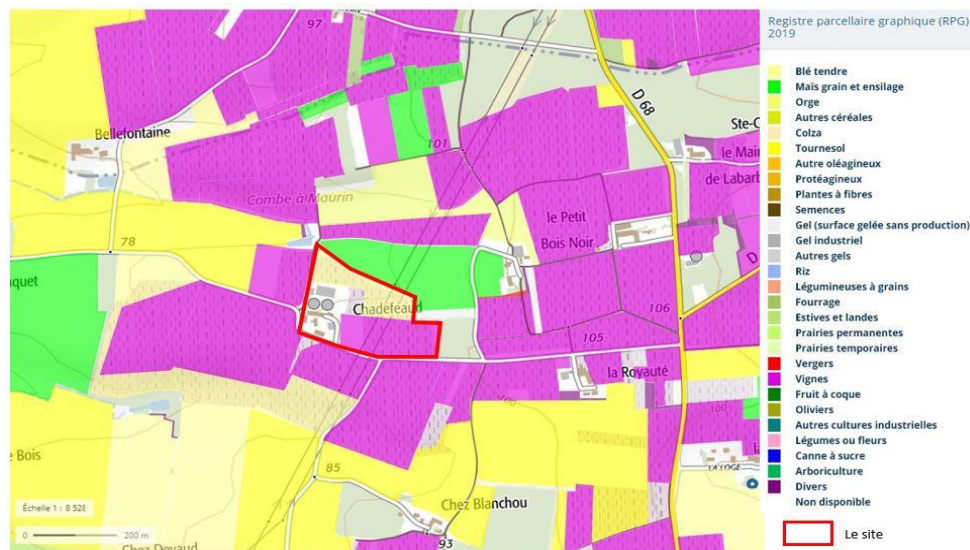 97
D 68
Bellefontaine
101
Ste-C
le Mai
de Labart
Combe à Maurin
le Petit
Bois Noir
78
D
quet
Chadefeaud
106
105
la Royauté
100
100
la
e Bois
85
LA LOGE
Échelle 1 : 8 528
Chez Blanchou
0 200 m
93
Chez Devaud
Registre parcellaire graphique (RPG)
2019
Blé tendre
Maïs grain et ensilage
Orge
Autres céréales
Colza
Tournesol
Autre oléagineux
Protéagineux
Plantes à fibres
Semences
Gel (surface gelée sans production)
Gel industriel
Autres gels
Riz
Légumineuses à grains
Fourrage
Estives et landes
Prairies permanentes
Prairies temporaires
Vergers
Vignes
Fruit à coque
Oliviers
Autres cultures industrielles
Légumes ou fleurs
Canne à sucre
Arboriculture
Divers
Non disponible
Le site